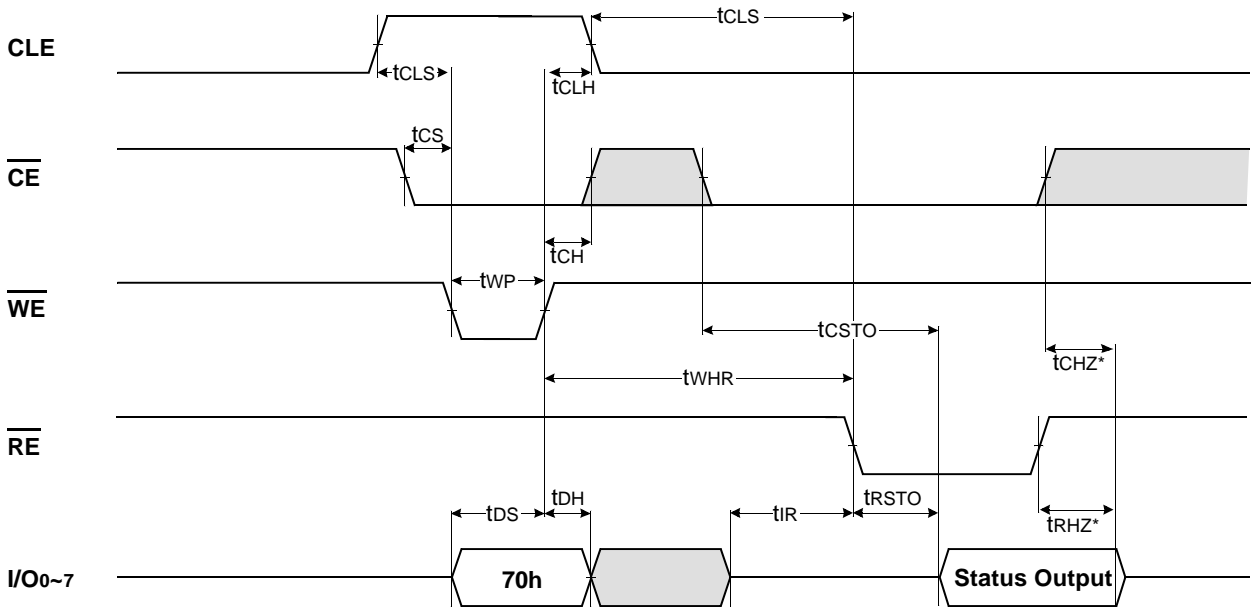 tCLS
CLE
tCLS
tCLH
tCS
CE
tCH
tWP
WE
tCSTO
tCHZ*
tWHR
RE
tDH
tRSTO
tDS
tIR
tRHZ*
I/O0~7
70h
Status Output